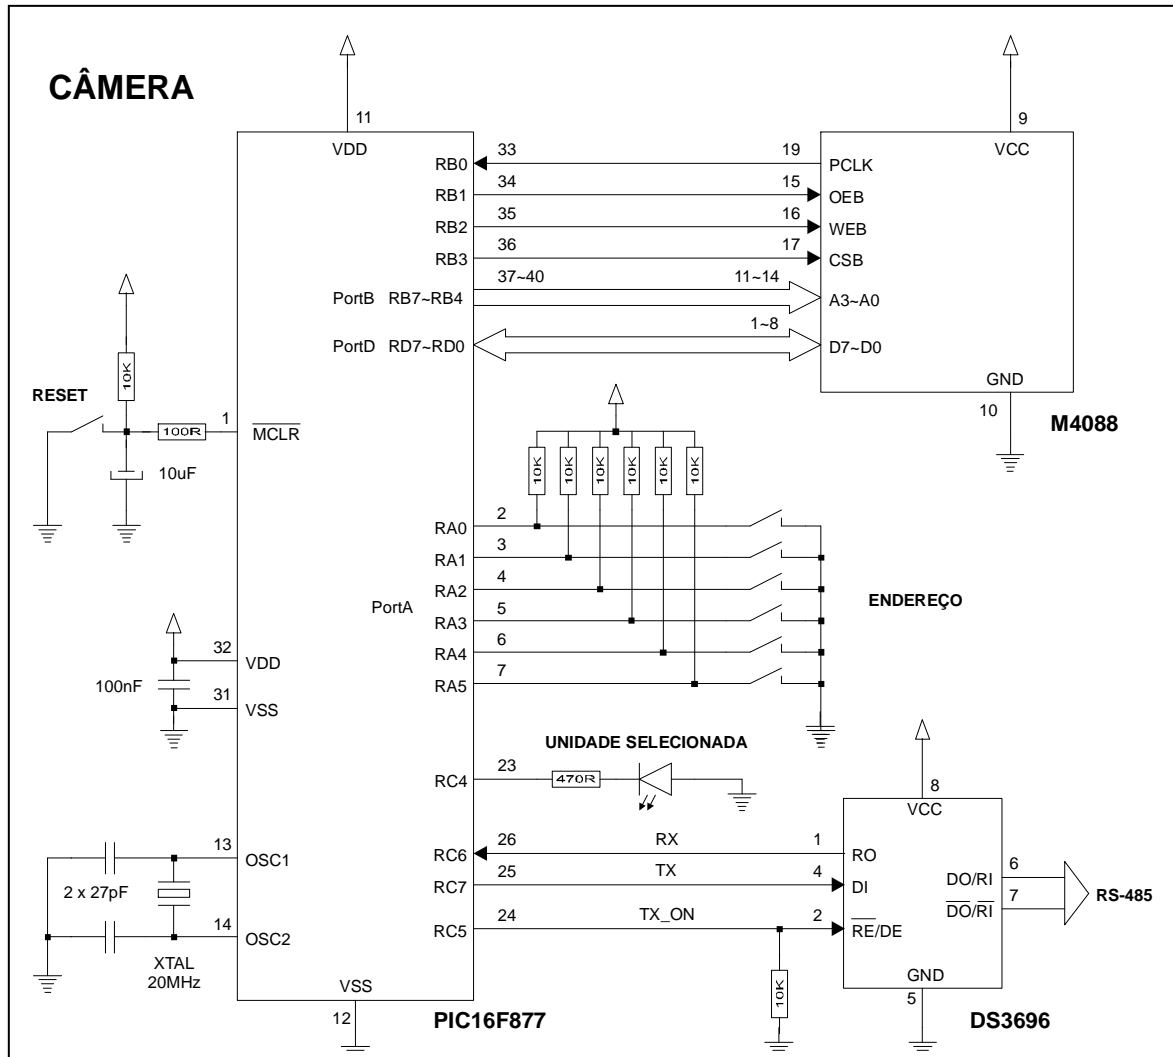 CÂMERA
11
VDD
9
VCC
RB0 33 19 PCLK
RB1 34 15 OEB
RB2 35 16 WEB
RB3 36 17 CSB
PortB RB7~RB4 37~40 11~14 A3~A0
PortD RD7~RD0 1~8 D7~D0
GND
10
M4088
RESET
10K
1
100R
MCLR
10uF
10K 10K 10K 10K 10K 10K
RA0 2
RA1 3
RA2 4
PortA
RA3 5
RA4 6
RA5 7
ENDEREÇO
32
VDD
100nF
31
VSS
UNIDADE SELECIONADA
RC4 23 470R
8
VCC
13
OSC1
2 x 27pF
14
OSC2
XTAL
20MHz
RC6 26 RX 1 RO
RC7 25 TX 4 DI
RC5 24 TX_ON 2 RE/DE
DO/RI 6
DO/RI 7
RS-485
10K
GND
5
VSS
12
PIC16F877
DS3696